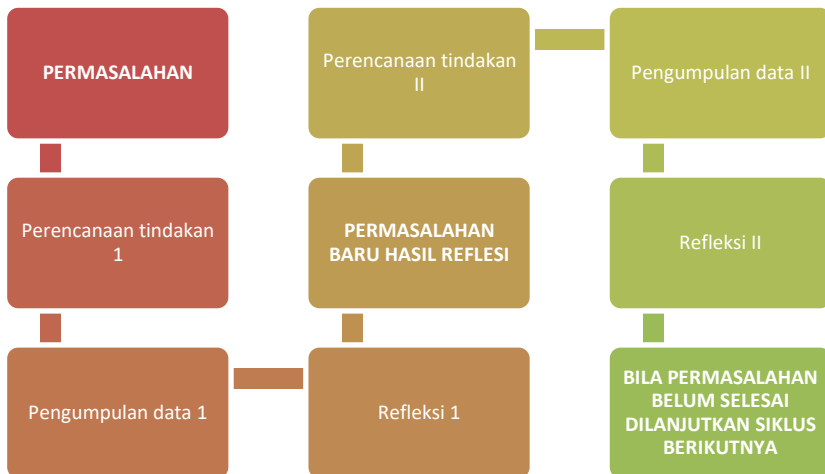 PERMASALAHAN
Perencanaan tindakan
1
Pengumpulan data 1
Refleksi 1
PERMASALAHAN
BARU HASIL REFLESI
Perencanaan tindakan
II
Pengumpulan data II
Refleksi II
BILA PERMASALAHAN
BELUM SELESAI
DILANJUTKAN SIKLUS
BERIKUTNYA